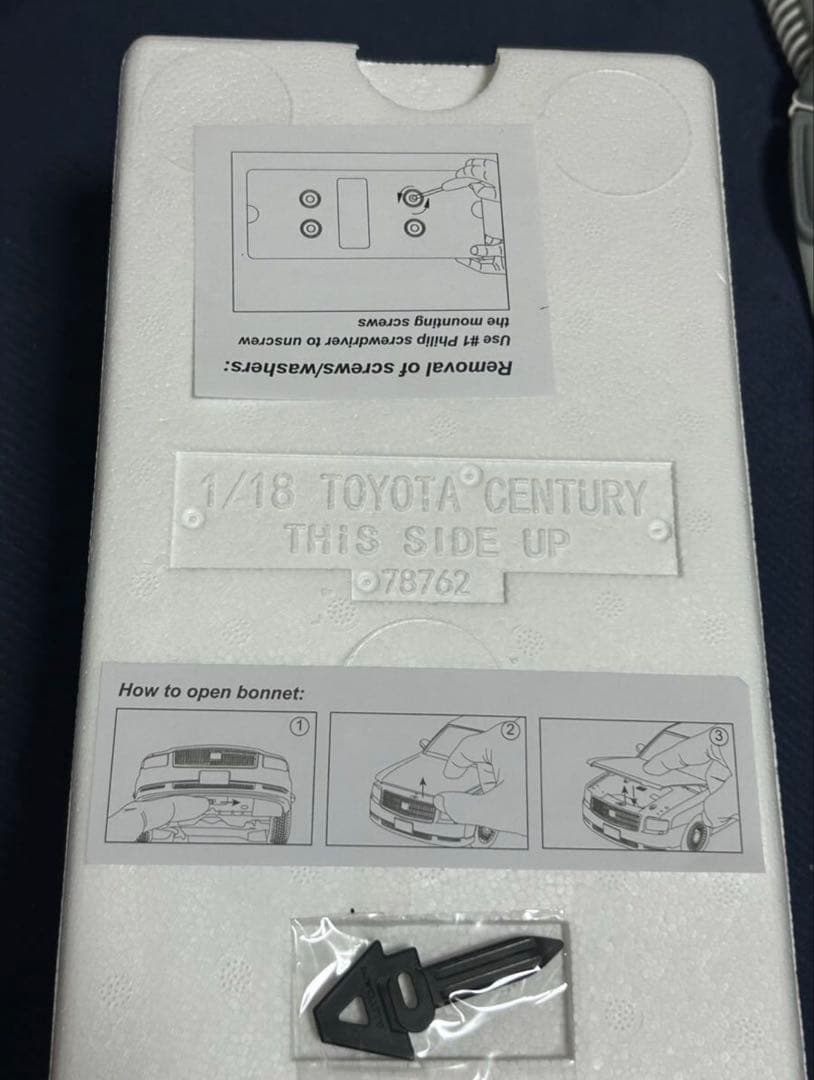 Removal of screws/washers:
Use #1 Philip screwdriver to unscrew
the mounting screws
1/18 TOYOTA CENTURY
THiS SIDE UP
78762
How to open bonnet:
1
2
3